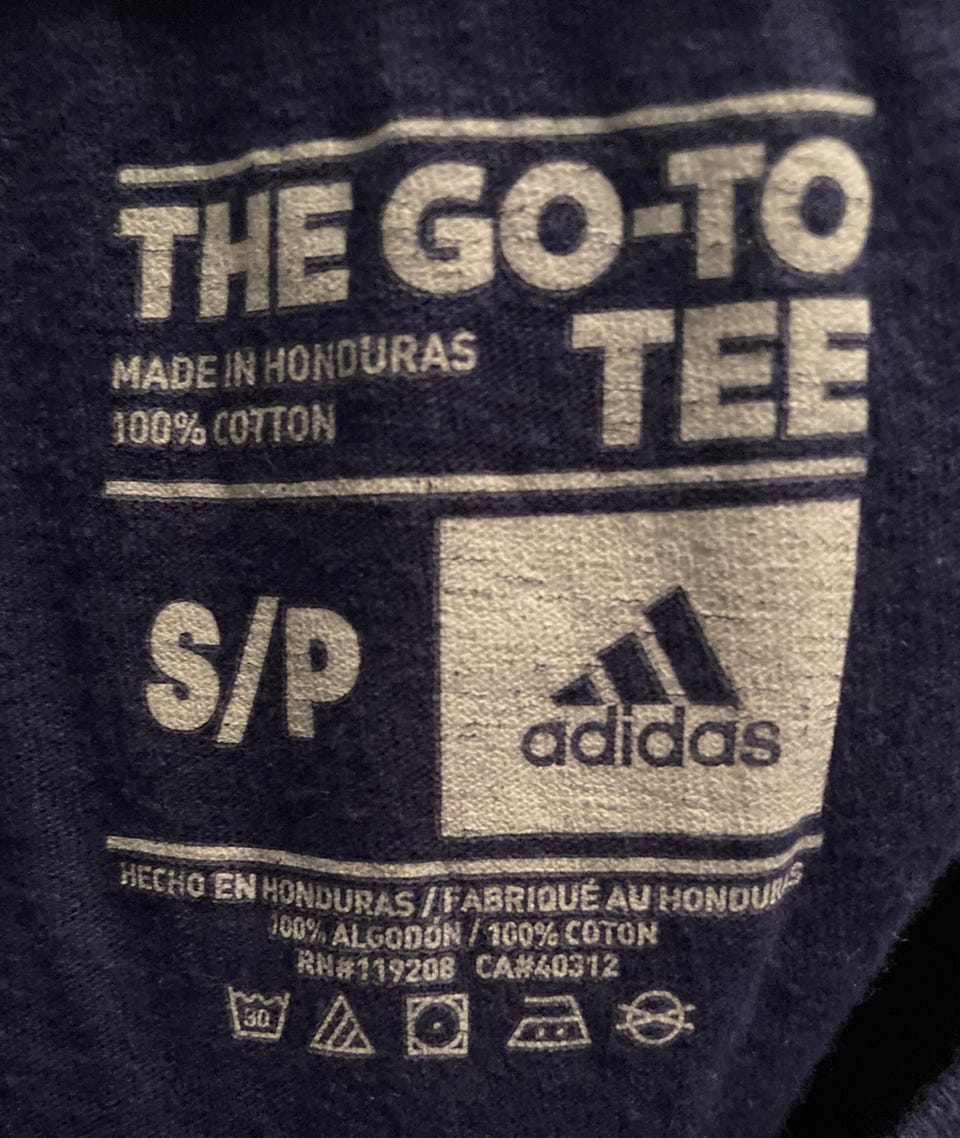 THE GO-TO
TEE
MADE IN HONDURAS
100% COTTON
S/P
adidas
HECHO EN HONDURAS / FABRIQUÉ AU HONDURAS
100% ALGODÓN / 100% COTON
RN#119208 CA#40312
30